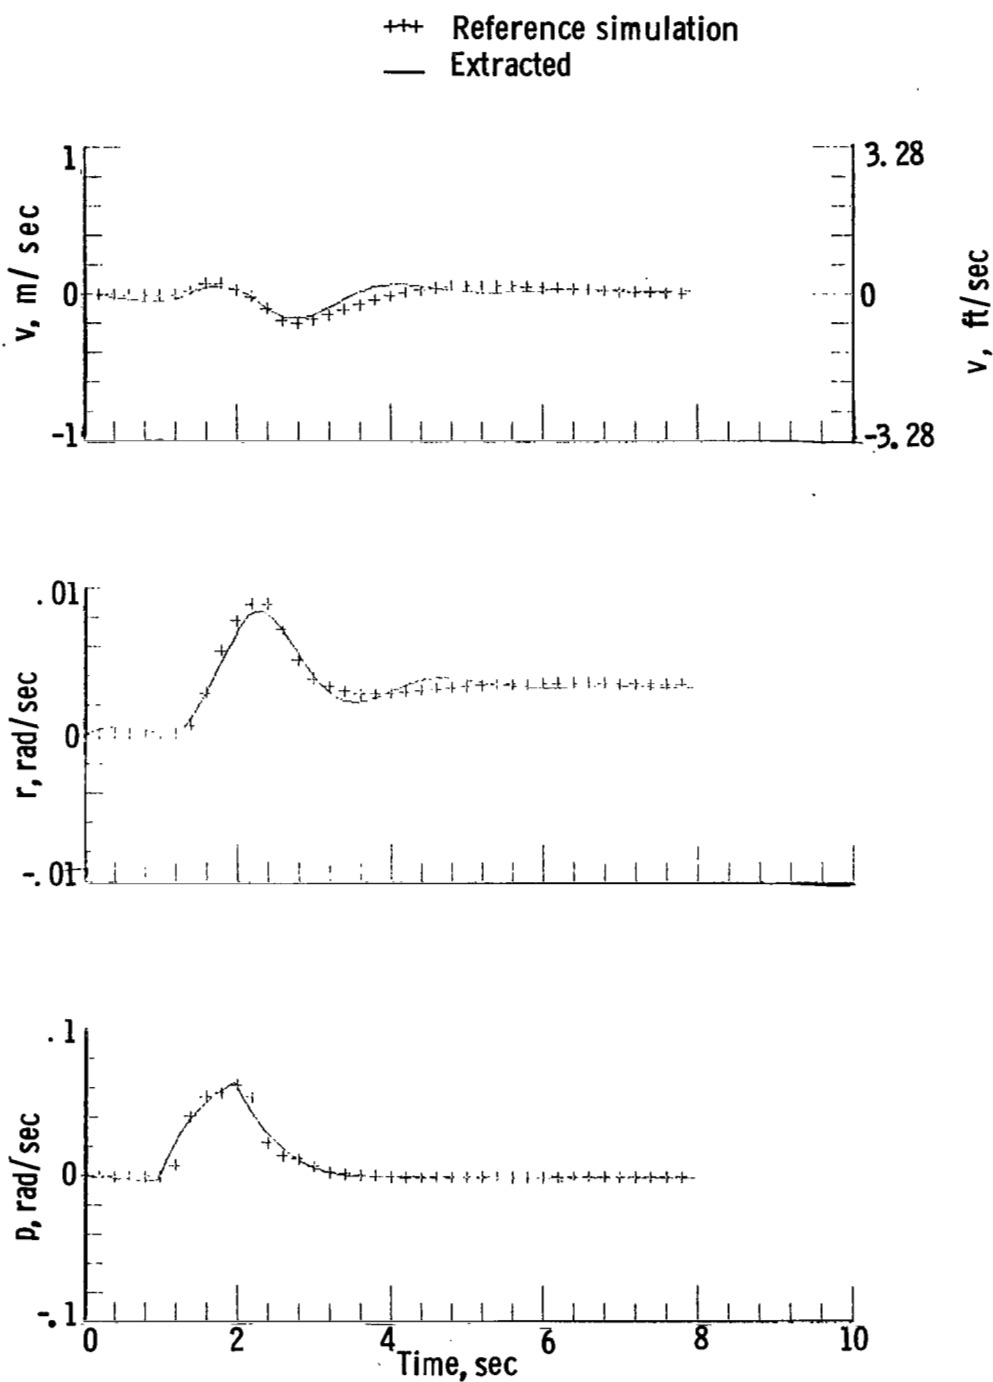 +++ Reference simulation
— Extracted
1
0
-1
v, m/sec
3.28
0
-3.28
v, ft/sec
.01
0
-.01
r, rad/sec
.1
0
-.1
p, rad/sec
0 2 4 6 8 10
Time, sec